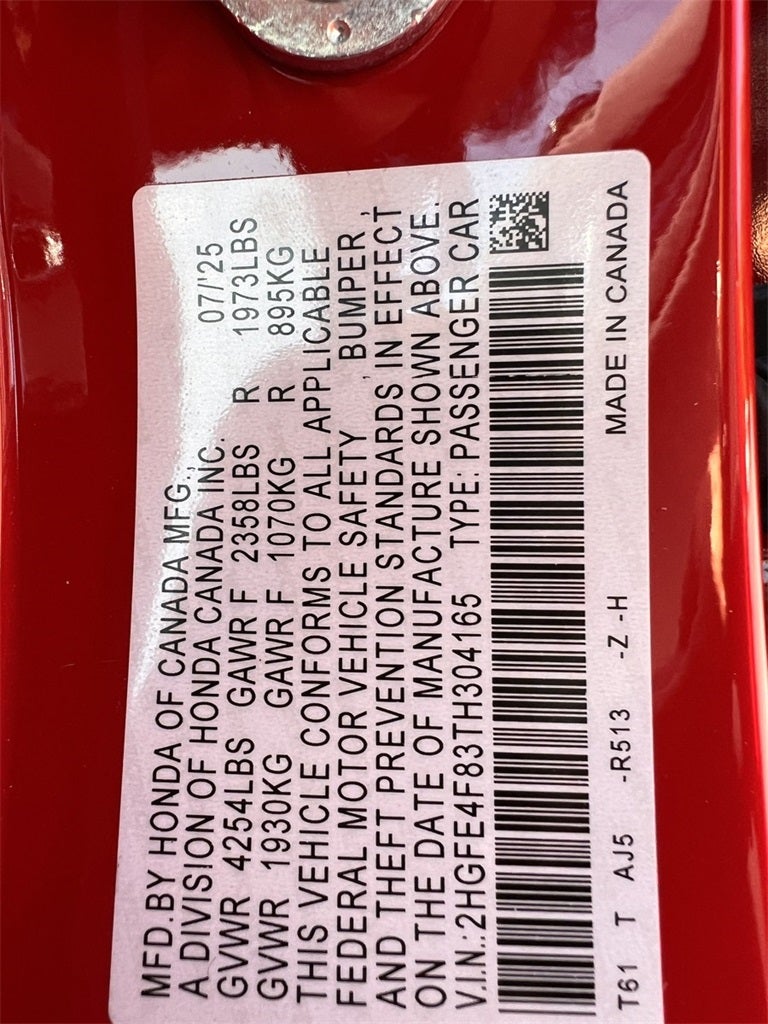 MFD.BY HONDA OF CANADA MFG., 07/'25
A DIVISION OF HONDA CANADA INC.
GVWR 4254LBS GAWR F 2358LBS R 1973LBS
GVWR 1930KG GAWR F 1070KG R 895KG
THIS VEHICLE CONFORMS TO ALL APPLICABLE
FEDERAL MOTOR VEHICLE SAFETY, BUMPER,
AND THEFT PREVENTION STANDARDS IN EFFECT
ON THE DATE OF MANUFACTURE SHOWN ABOVE.
V.I.N.:2HGFE4F83TH304165 TYPE: PASSENGER CAR
T61 T AJ5 -R513 -Z -H MADE IN CANADA